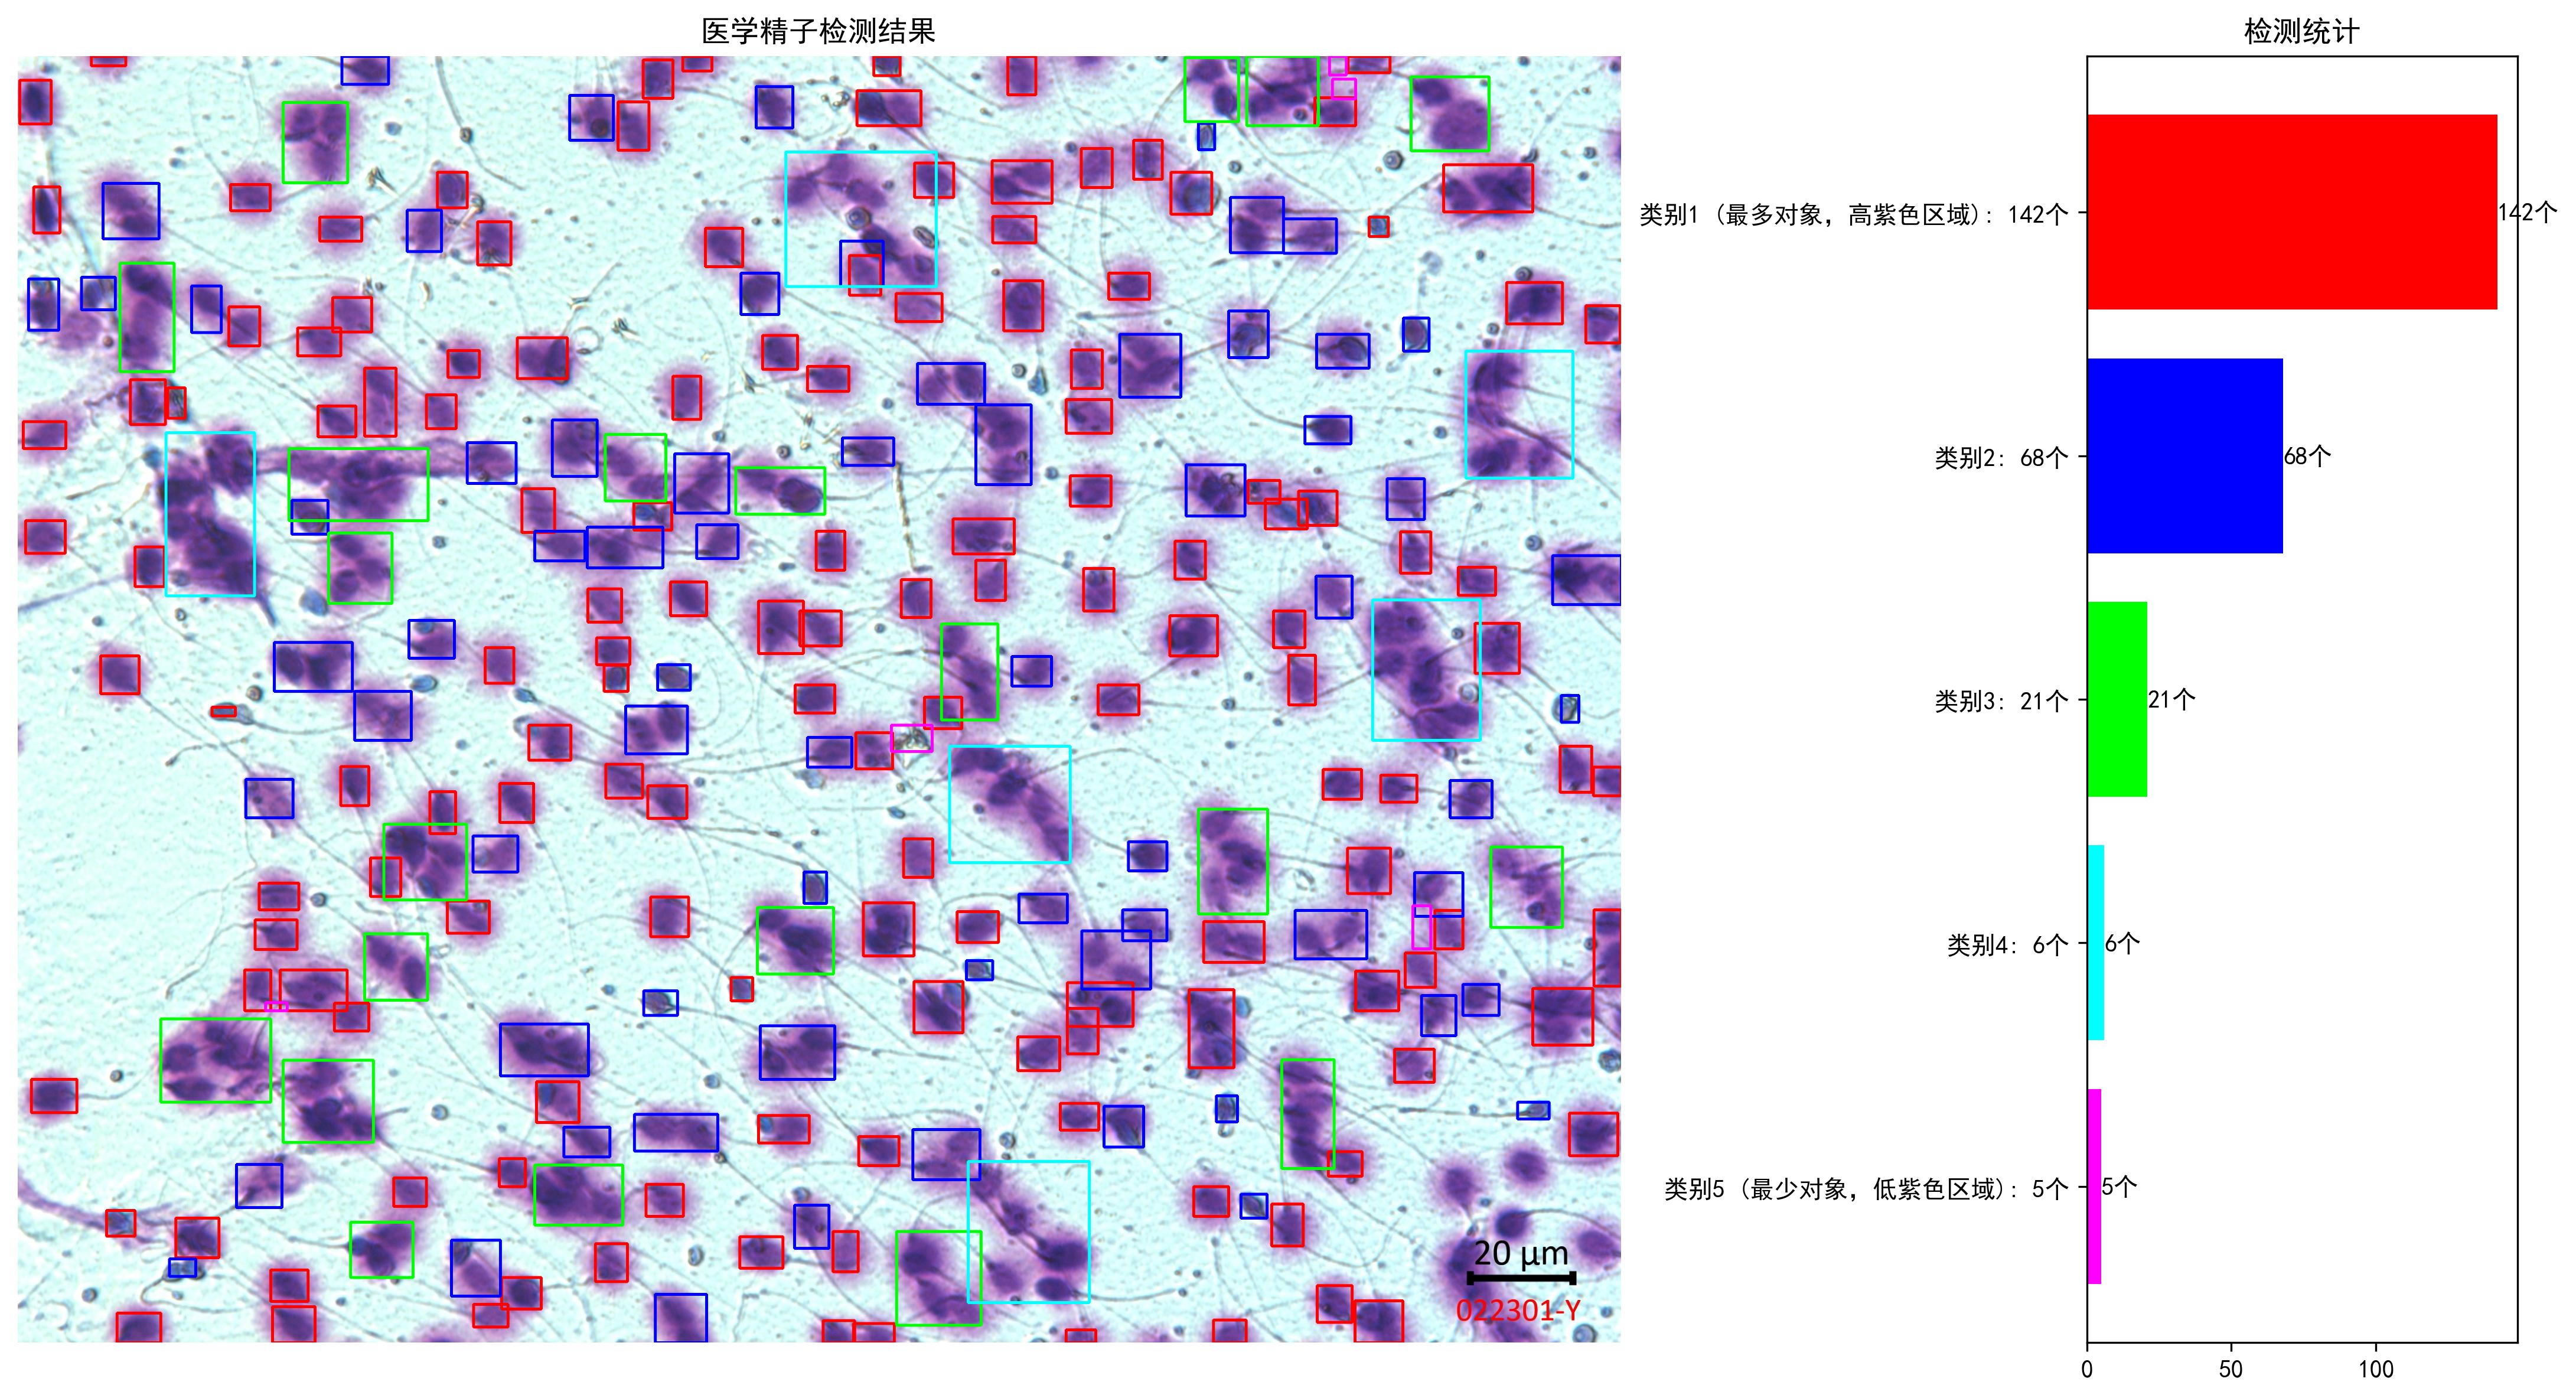 医学精子检测结果
20 μm
022301-Y
检测统计
类别1 (最多对象, 高紫色区域): 142个
142个
类别2: 68个
68个
类别3: 21个
21个
类别4: 6个
6个
类别5 (最少对象, 低紫色区域): 5个
5个
0 50 100